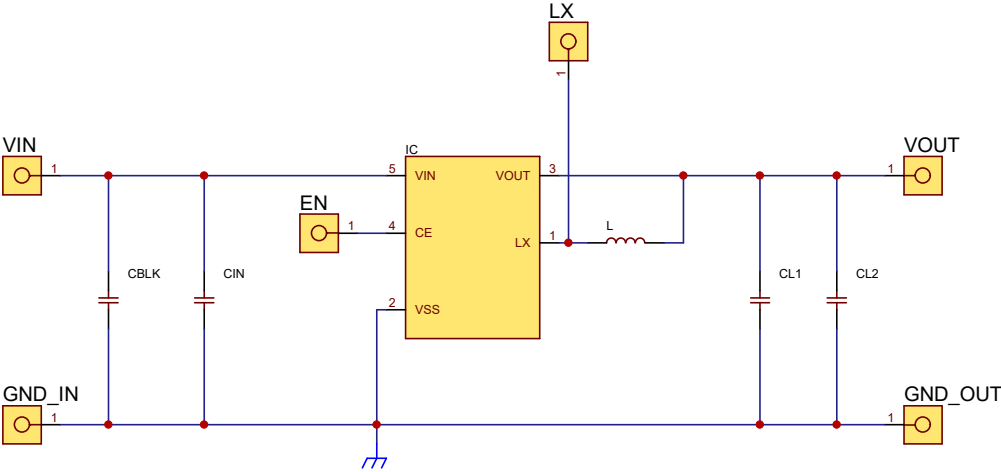 LX
1
VIN
1
IC
5
VIN
VOUT
3
1
VOUT
EN
1
4
CE
LX
1
L
CBLK
CIN
2
VSS
CL1
CL2
GND_IN
1
1
GND_OUT